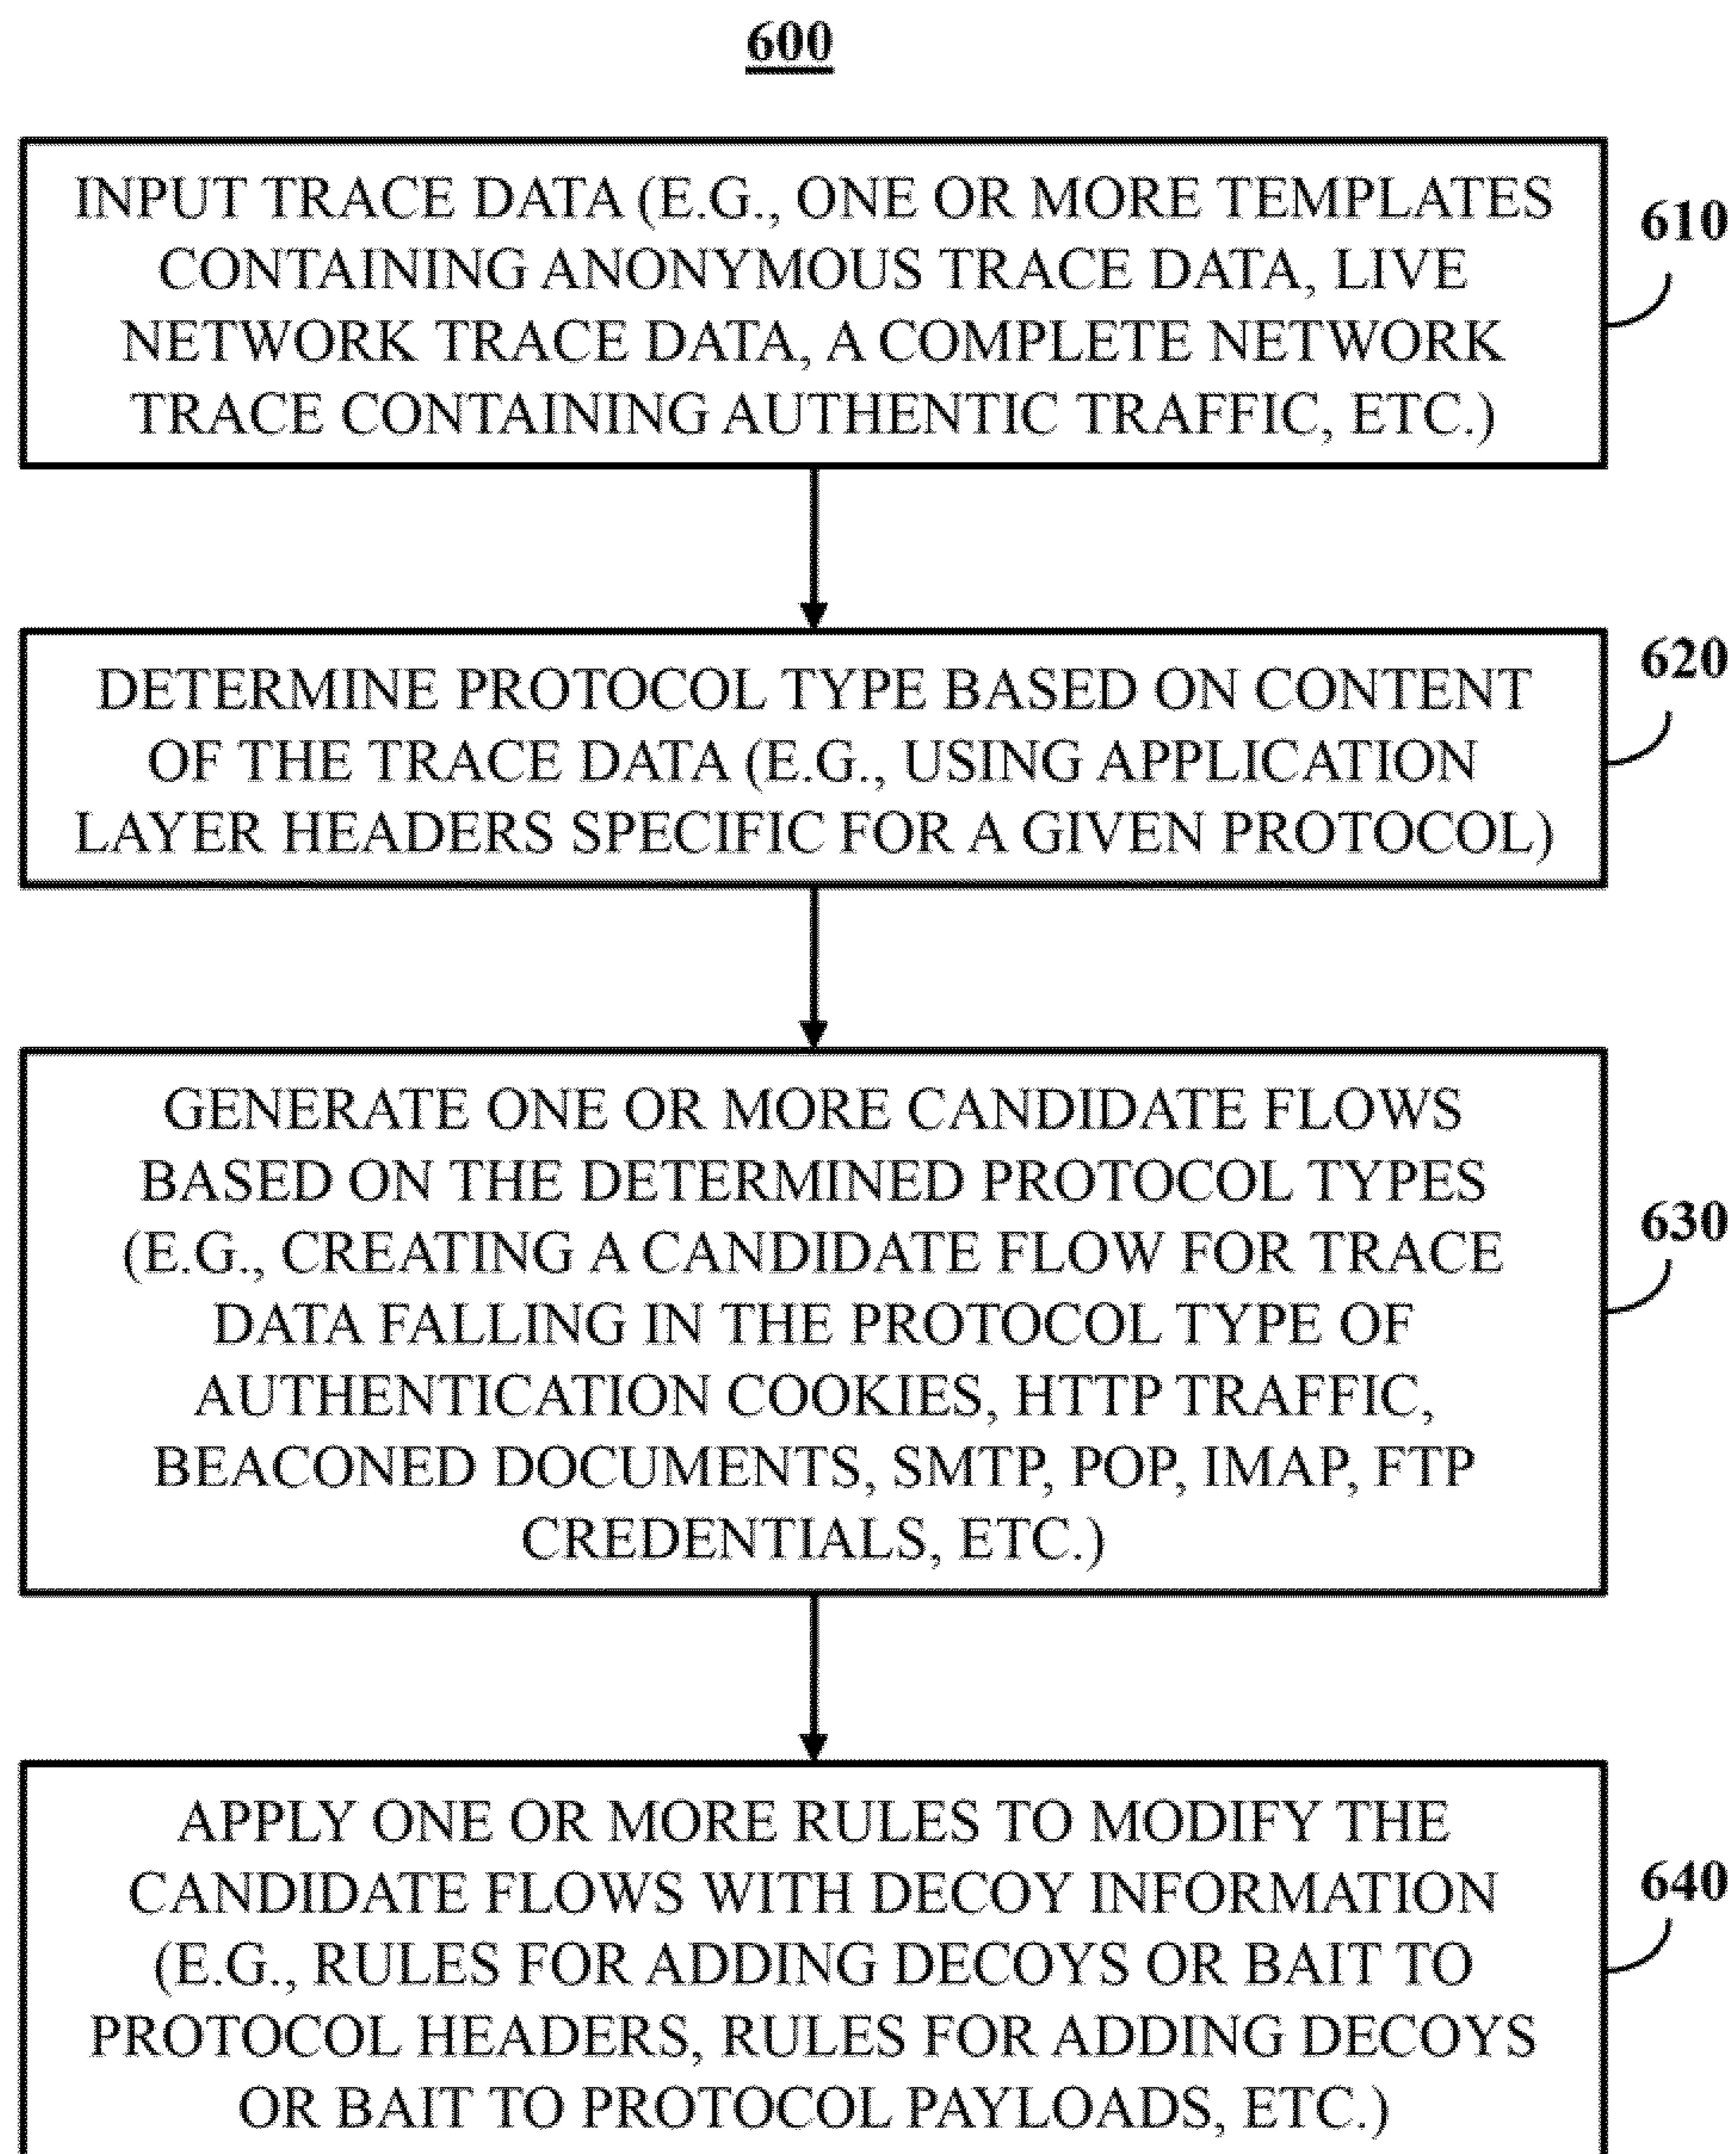 600
INPUT TRACE DATA (E.G., ONE OR MORE TEMPLATES
CONTAINING ANONYMOUS TRACE DATA, LIVE
NETWORK TRACE DATA, A COMPLETE NETWORK
TRACE CONTAINING AUTHENTIC TRAFFIC, ETC.)
610
DETERMINE PROTOCOL TYPE BASED ON CONTENT
OF THE TRACE DATA (E.G., USING APPLICATION
LAYER HEADERS SPECIFIC FOR A GIVEN PROTOCOL)
620
GENERATE ONE OR MORE CANDIDATE FLOWS
BASED ON THE DETERMINED PROTOCOL TYPES
(E.G., CREATING A CANDIDATE FLOW FOR TRACE
DATA FALLING IN THE PROTOCOL TYPE OF
AUTHENTICATION COOKIES, HTTP TRAFFIC,
BEACONED DOCUMENTS, SMTP, POP, IMAP, FTP
CREDENTIALS, ETC.)
630
APPLY ONE OR MORE RULES TO MODIFY THE
CANDIDATE FLOWS WITH DECOY INFORMATION
(E.G., RULES FOR ADDING DECOYS OR BAIT TO
PROTOCOL HEADERS, RULES FOR ADDING DECOYS
OR BAIT TO PROTOCOL PAYLOADS, ETC.)
640